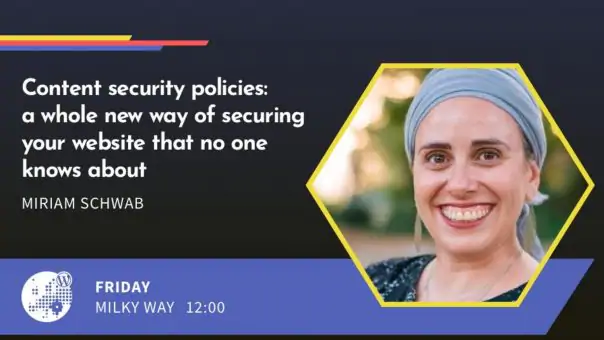 Content security policies:
a whole new way of securing
your website that no one
knows about
MIRIAM SCHWAB
FRIDAY
MILKY WAY 12:00